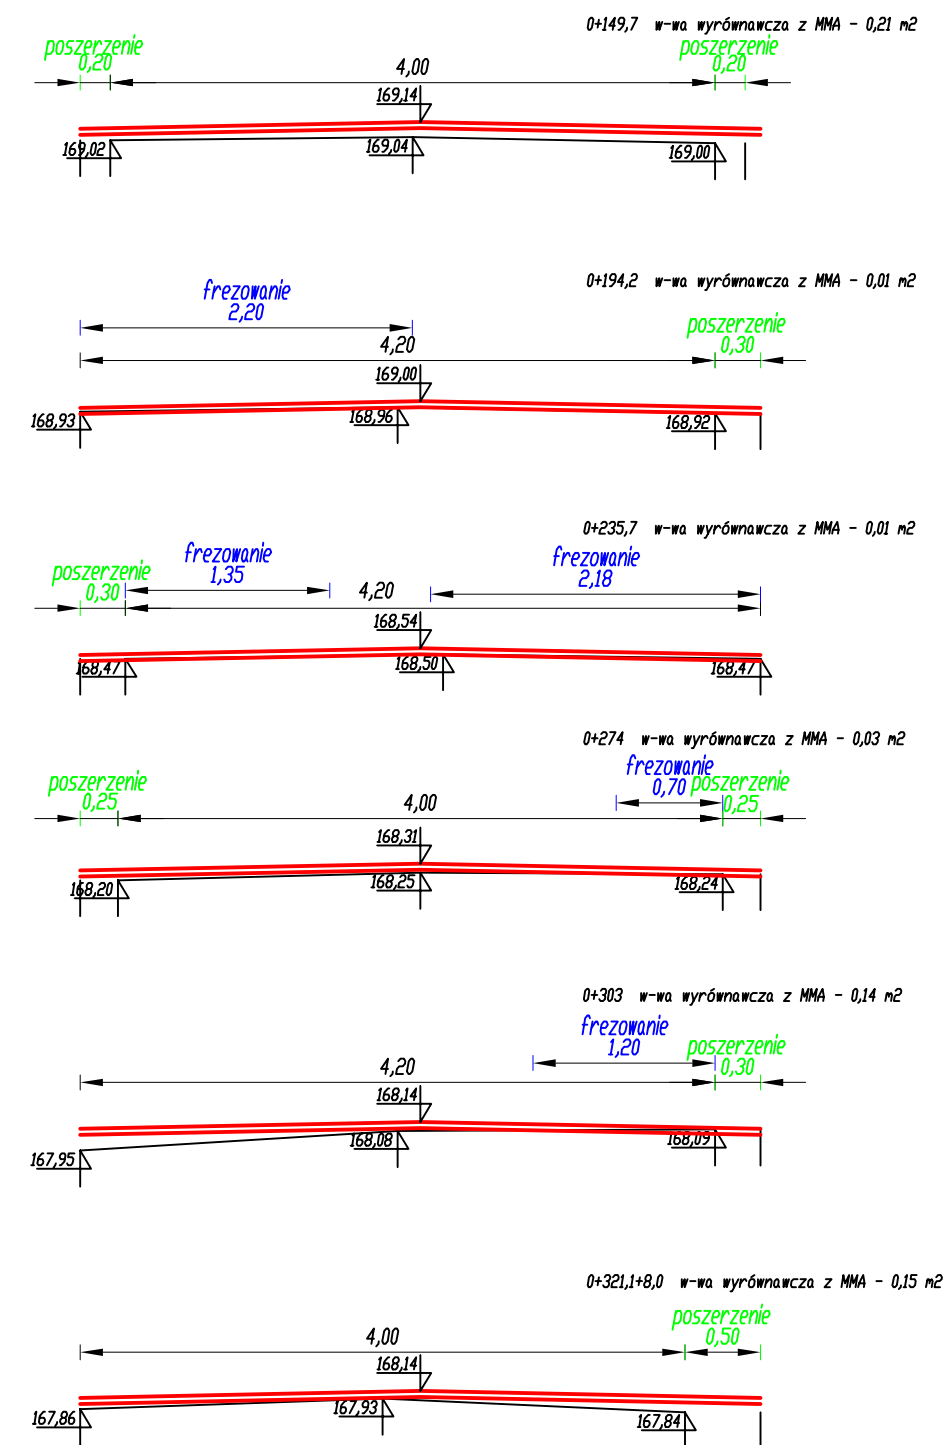 0+149,7 w-wa wyrównawcza z MMA - 0,21 m2
poszerzenie
0,20
4,00
poszerzenie
0,20
169,14
169,02
169,04
169,00
0+194,2 w-wa wyrównawcza z MMA - 0,01 m2
frezowanie
2,20
4,20
poszerzenie
0,30
169,00
168,93
168,96
168,92
0+235,7 w-wa wyrównawcza z MMA - 0,01 m2
frezowanie
1,35
frezowanie
2,18
poszerzenie
0,30
4,20
168,54
168,47
168,50
168,47
0+274 w-wa wyrównawcza z MMA - 0,03 m2
frezowanie
0,70
poszerzenie
0,25
4,00
poszerzenie
0,25
168,31
168,20
168,25
168,24
0+303 w-wa wyrównawcza z MMA - 0,14 m2
frezowanie
1,20
poszerzenie
0,30
4,20
168,14
167,95
168,08
168,09
0+321,1+8,0 w-wa wyrównawcza z MMA - 0,15 m2
poszerzenie
0,50
4,00
168,14
167,86
167,93
167,84